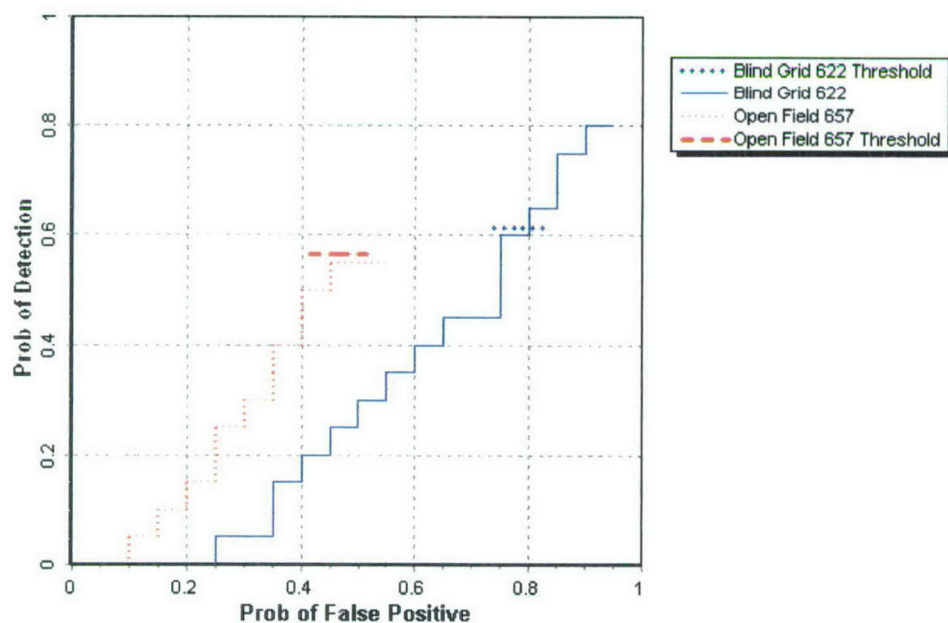 1
0.8
0.6
0.4
0.2
0
Prob of Detection
0
0.2
0.4
0.6
0.8
1
Prob of False Positive
Blind Grid 622 Threshold
Blind Grid 622
Open Field 657
Open Field 657 Threshold